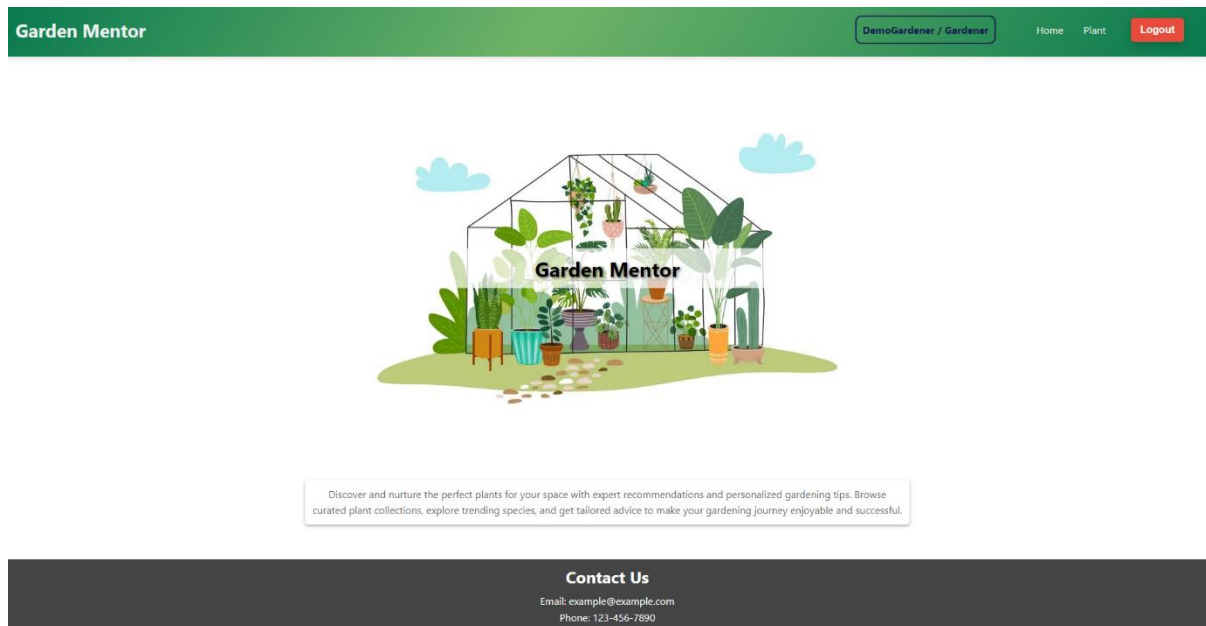 Garden Mentor
DemoGardener / Gardener
Home
Plant
Logout
Garden Mentor
Discover and nurture the perfect plants for your space with expert recommendations and personalized gardening tips. Browse
curated plant collections, explore trending species, and get tailored advice to make your gardening journey enjoyable and successful.
Contact Us
Email: example@example.com
Phone: 123-456-7890